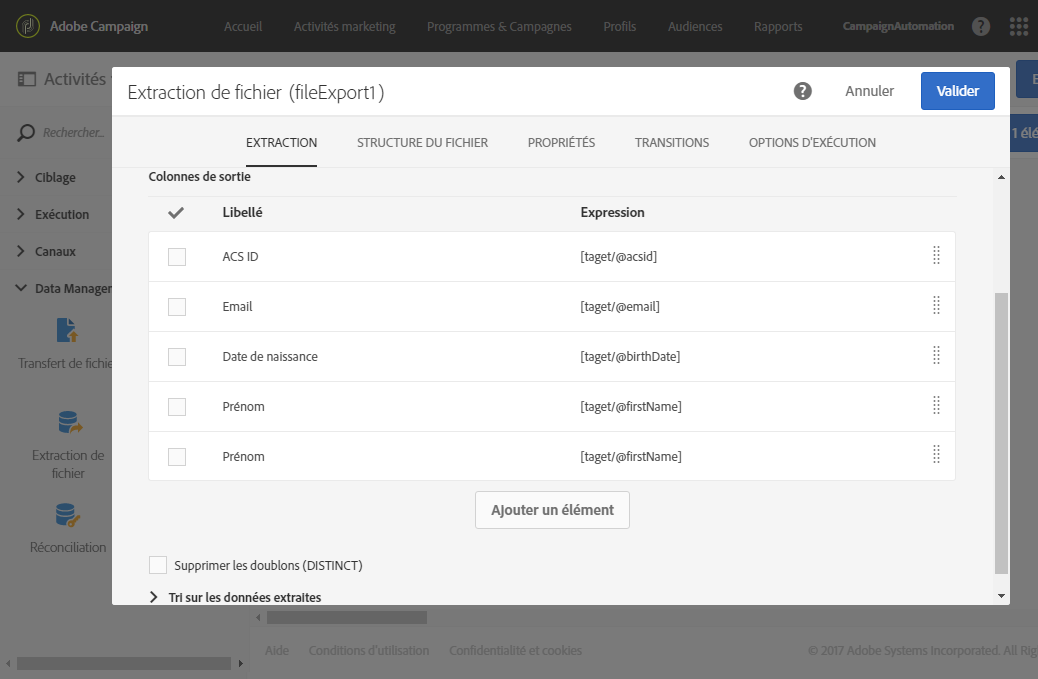 Adobe Campaign
Accueil
Activités marketing
Programmes & Campagnes
Profils
Audiences
Rapports
CampaignAutomation
?
Activités
Extraction de fichier (fileExport1)
?
Annuler
Valider
E
1 élé
Rechercher...
EXTRACTION
STRUCTURE DU FICHIER
PROPRIÉTÉS
TRANSITIONS
OPTIONS D'EXÉCUTION
Ciblage
Exécution
Canaux
Data Manager
Transfert de fichie
Extraction de
fichier
Réconciliation
Colonnes de sortie
Libellé
Expression
ACS ID
[taget/@acsid]
Email
[taget/@email]
Date de naissance
[taget/@birthDate]
Prénom
[taget/@firstName]
Prénom
[taget/@firstName]
Ajouter un élément
Supprimer les doublons (DISTINCT)
Tri sur les données extraites
Aide
Conditions d'utilisation
Confidentialité et cookies
© 2017 Adobe Systems Incorporated. All Rig